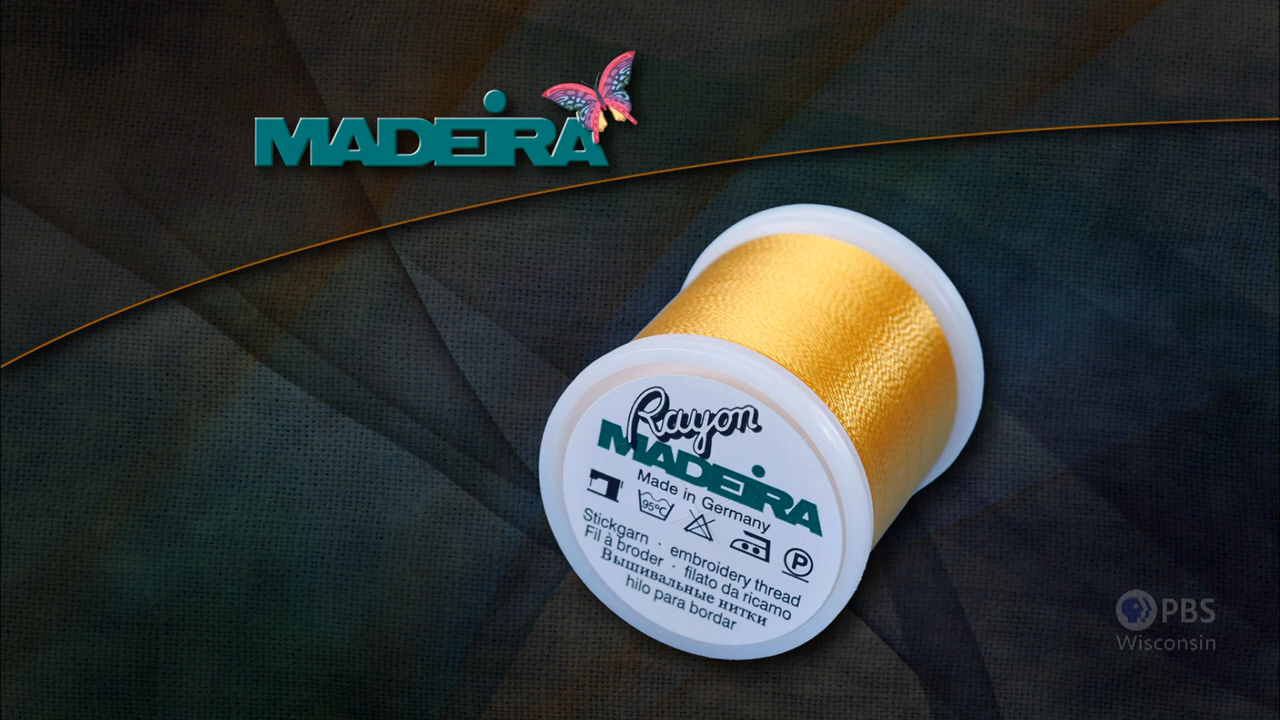 MADEiRA
Rayon
MADEiRA
Made in Germany
95°C
P
Stickgarn . embroidery thread
Fil à broder · filato da ricamo
Вышивальные нитки
hilo para bordar
PBS
Wisconsin